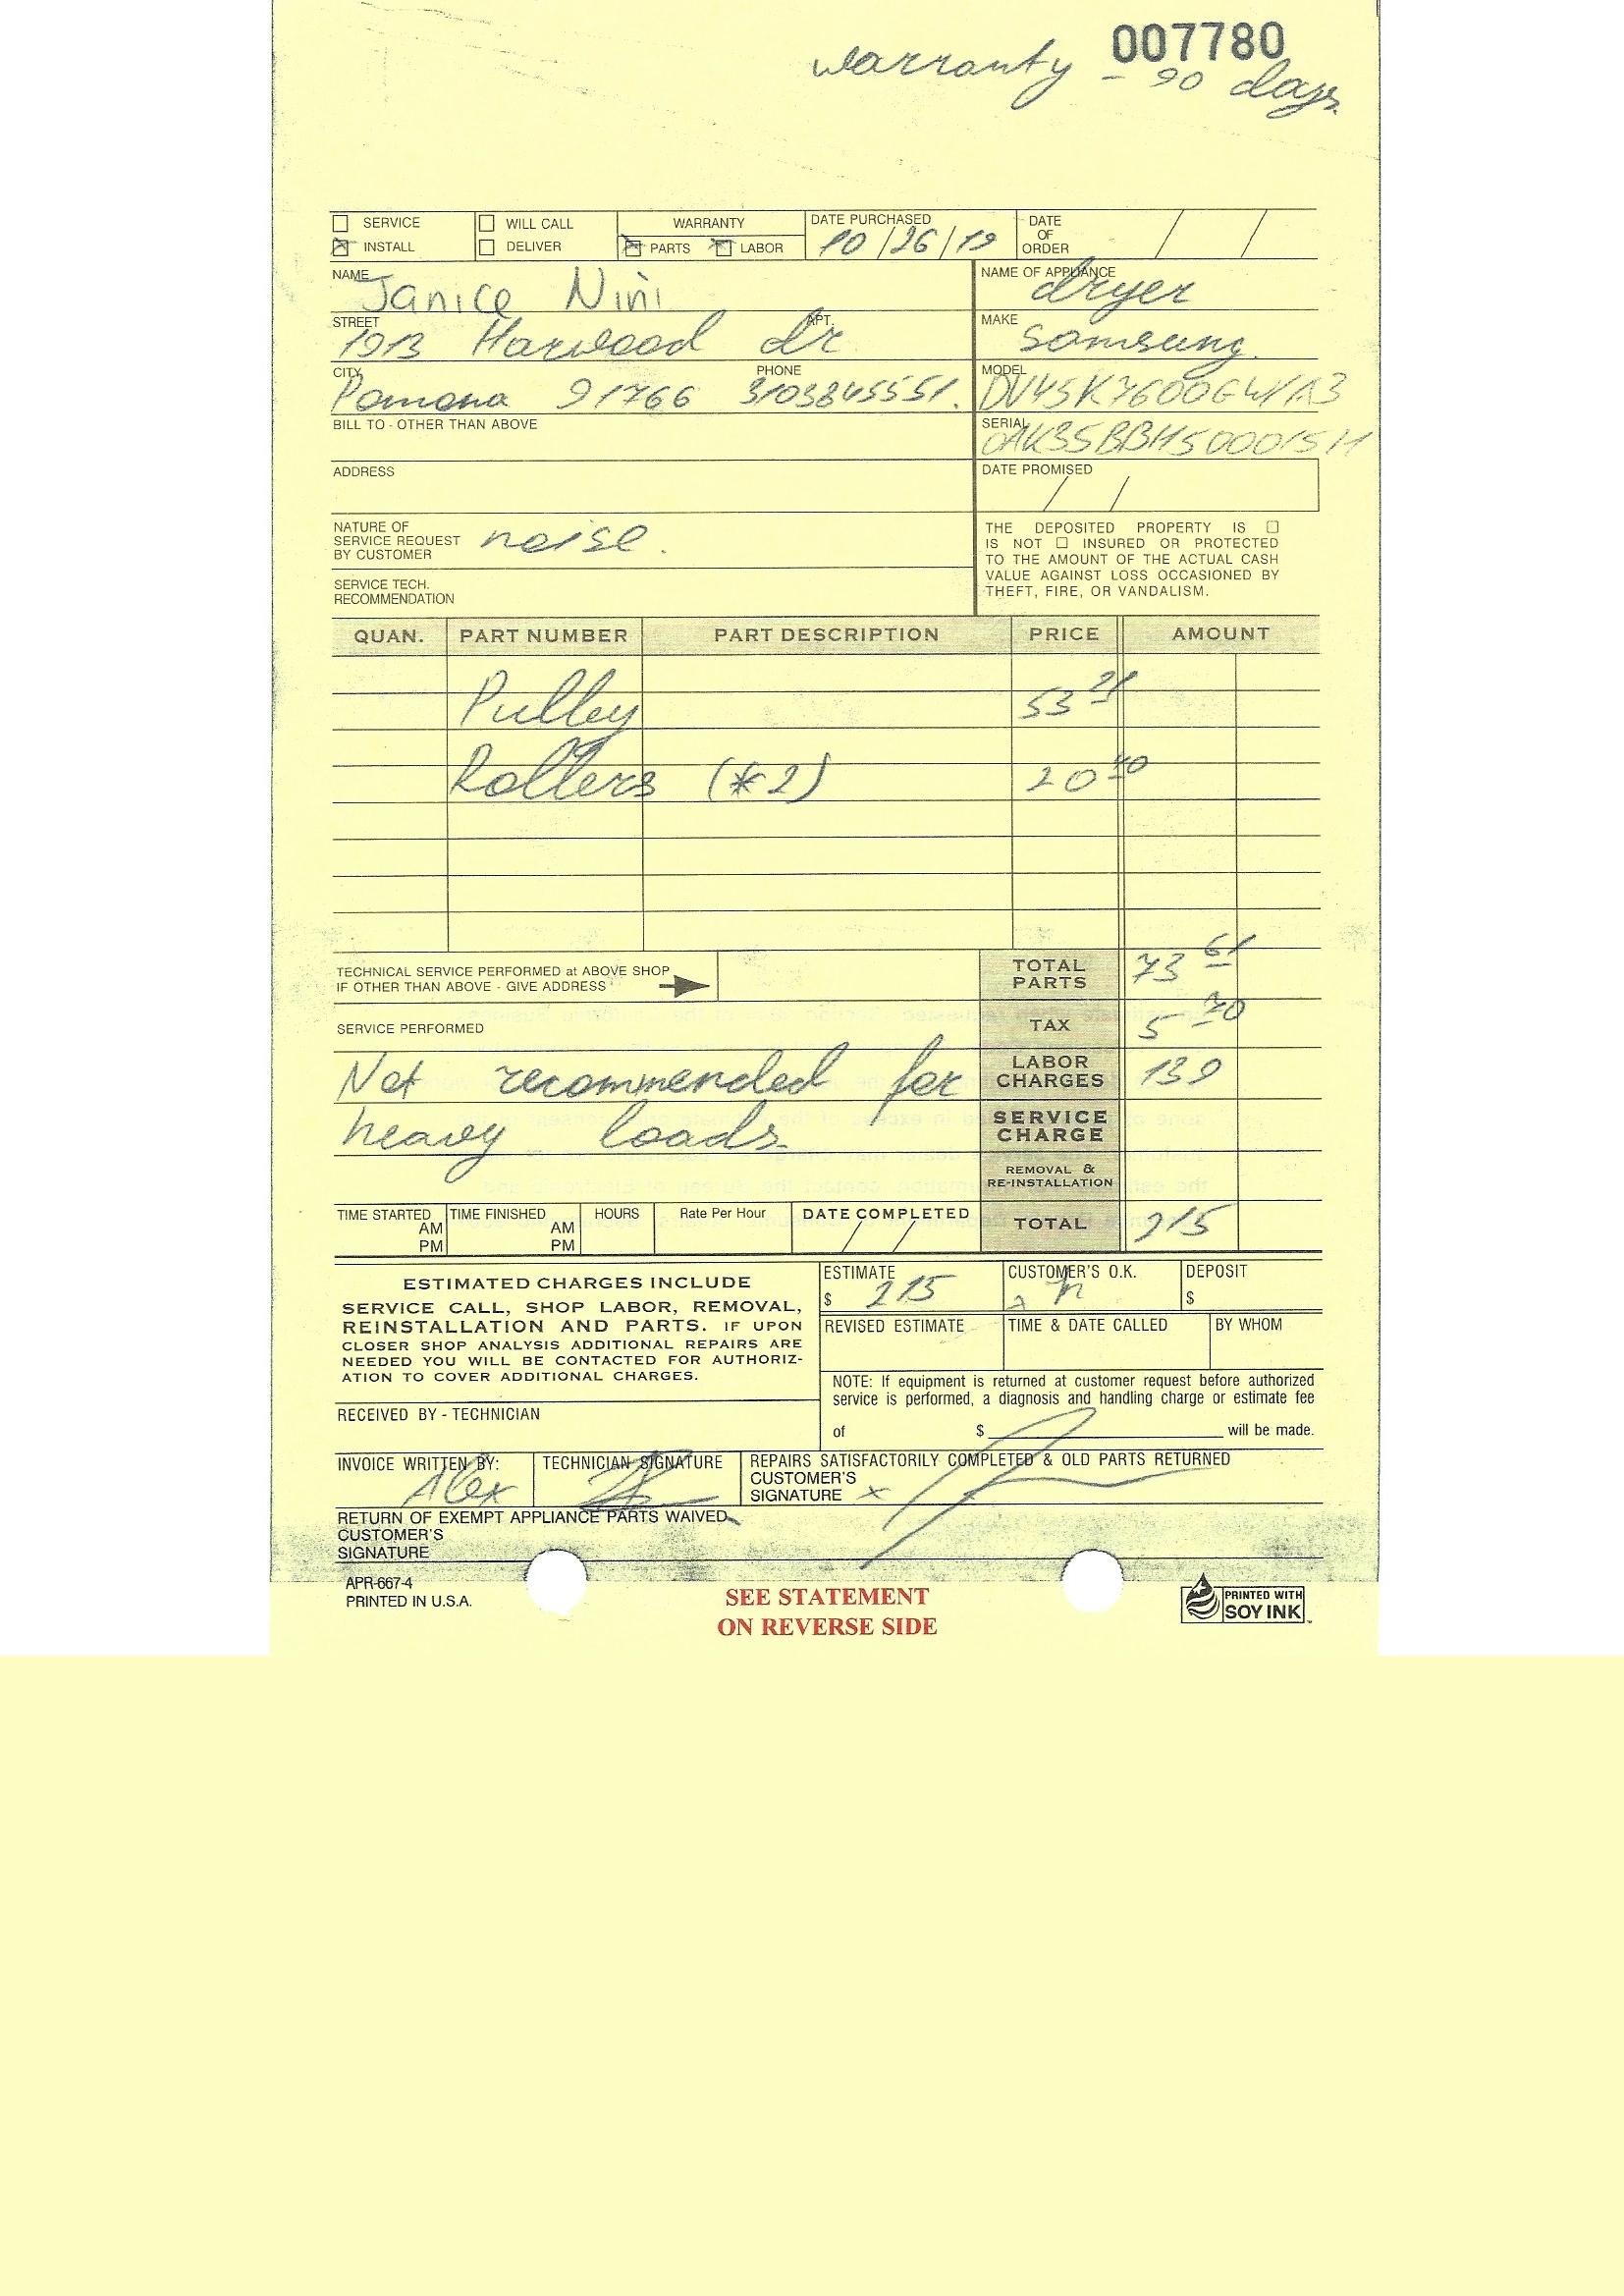 007780
warranty - 90 days.
SERVICE WILL CALL WARRANTY DATE PURCHASED DATE OF ORDER
INSTALL DELIVER PARTS LABOR 10/26/19 / /
NAME Janice Nini NAME OF APPLIANCE dryer
STREET 1913 Harwood dr APT. MAKE Samsung.
CITY Pomona 91766 PHONE 3103845551. MODEL DV45K7600GW/A3
BILL TO - OTHER THAN ABOVE SERIAL
ADDRESS DATE PROMISED / /
NATURE OF
SERVICE REQUEST noise.
BY CUSTOMER
SERVICE TECH.
RECOMMENDATION
THE DEPOSITED PROPERTY IS
IS NOT INSURED OR PROTECTED
TO THE AMOUNT OF THE ACTUAL CASH
VALUE AGAINST LOSS OCCASIONED BY
THEFT, FIRE, OR VANDALISM.
QUAN. PART NUMBER PART DESCRIPTION PRICE AMOUNT
Pulley 53 21
Rollers (*2) 20 40
TECHNICAL SERVICE PERFORMED at ABOVE SHOP
IF OTHER THAN ABOVE - GIVE ADDRESS
TOTAL PARTS 73 61
SERVICE PERFORMED TAX 5 70
Not recommended for LABOR CHARGES 139
heavy loads. SERVICE CHARGE
REMOVAL & RE-INSTALLATION
TIME STARTED AM PM TIME FINISHED AM PM HOURS Rate Per Hour DATE COMPLETED / / TOTAL 215
ESTIMATED CHARGES INCLUDE
SERVICE CALL, SHOP LABOR, REMOVAL,
REINSTALLATION AND PARTS. IF UPON
CLOSER SHOP ANALYSIS ADDITIONAL REPAIRS ARE
NEEDED YOU WILL BE CONTACTED FOR AUTHORIZ-
ATION TO COVER ADDITIONAL CHARGES.
ESTIMATE $ 215 CUSTOMER'S O.K. DEPOSIT $
REVISED ESTIMATE TIME & DATE CALLED BY WHOM
NOTE: If equipment is returned at customer request before authorized
service is performed, a diagnosis and handling charge or estimate fee
of $ will be made.
RECEIVED BY - TECHNICIAN
INVOICE WRITTEN BY: Alex TECHNICIAN SIGNATURE REPAIRS SATISFACTORILY COMPLETED & OLD PARTS RETURNED
CUSTOMER'S
SIGNATURE x
RETURN OF EXEMPT APPLIANCE PARTS WAIVED
CUSTOMER'S
SIGNATURE
APR-667-4
PRINTED IN U.S.A.
SEE STATEMENT
ON REVERSE SIDE
PRINTED WITH
SOY INK